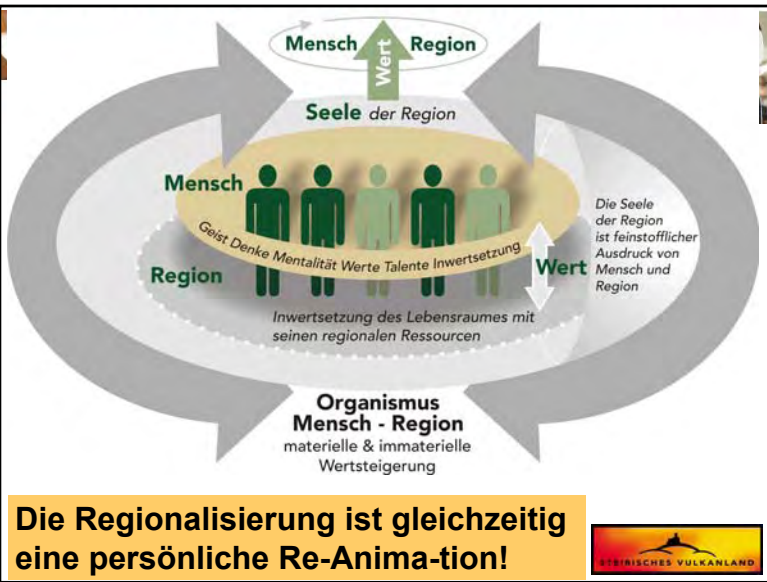 Mensch Wert Region
Seele der Region
Mensch
Geist Denke Mentalität Werte Talente Inwertsetzung
Region
Wert
Die Seele
der Region
ist feinstofflicher
Ausdruck von
Mensch und
Region
Inwertsetzung des Lebensraumes mit
seinen regionalen Ressourcen
Organismus
Mensch - Region
materielle & immaterielle
Wertsteigerung
Die Regionalisierung ist gleichzeitig
eine persönliche Re-Anima-tion!
STEIRISCHES VULKANLAND